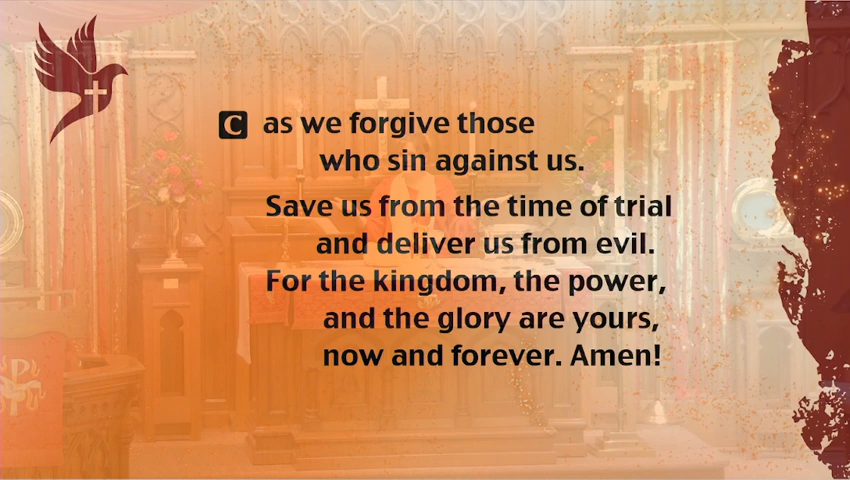 C as we forgive those
who sin against us.
Save us from the time of trial
and deliver us from evil.
For the kingdom, the power,
and the glory are yours,
now and forever. Amen!